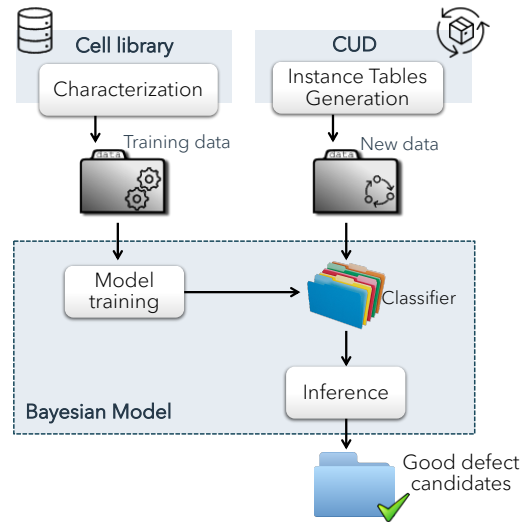 Cell library
CUD
Characterization
Instance Tables
Generation
Training data
New data
data
data
Model
training
Classifier
Inference
Bayesian Model
Good defect
candidates